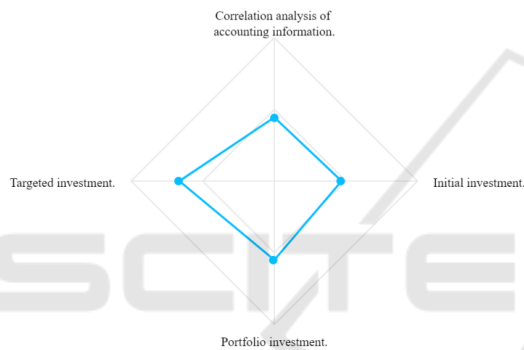 Correlation analysis of
accounting information.
Targeted investment.
Initial investment.
Portfolio investment.
SCITE